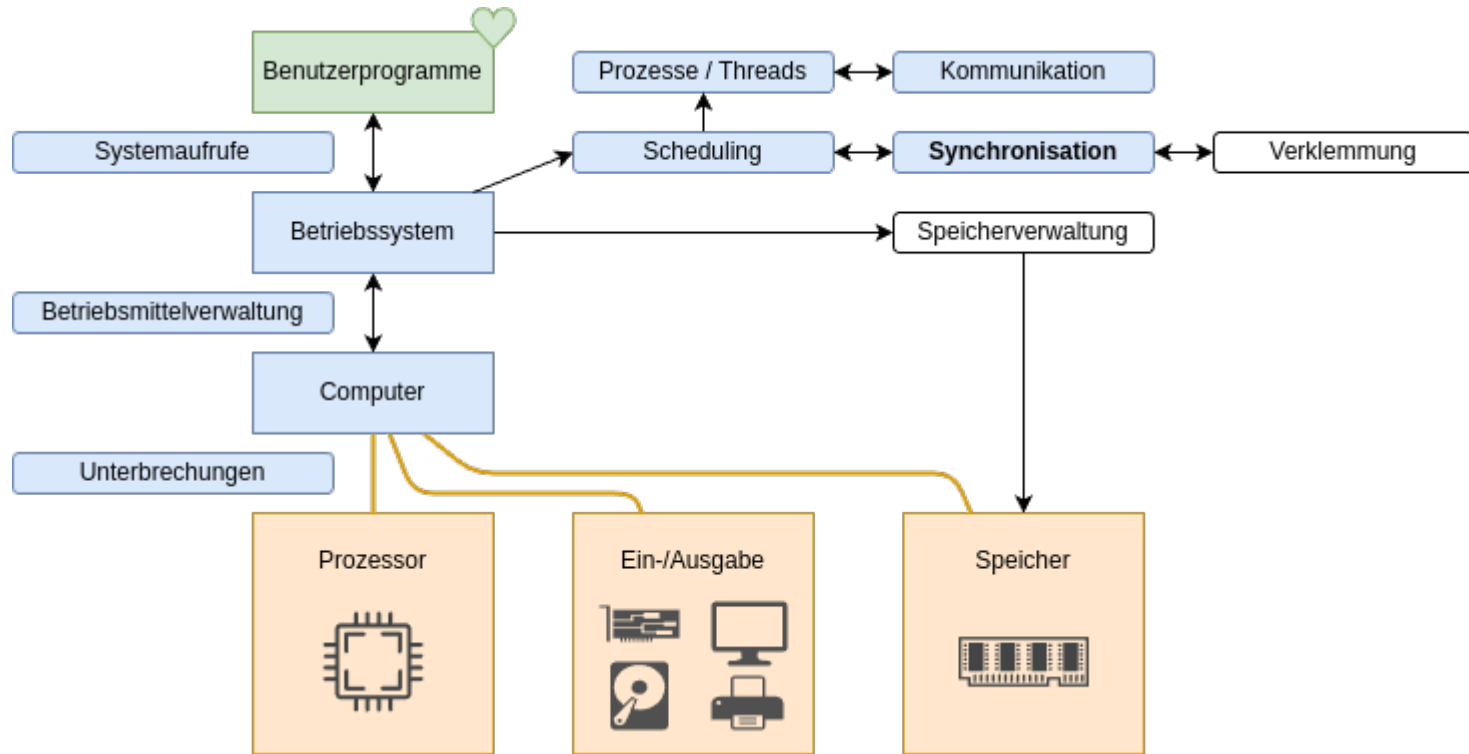 Benutzerprogramme
Prozesse / Threads
Kommunikation
Systemaufrufe
Scheduling
Synchronisation
Verklemmung
Betriebssystem
Speicherverwaltung
Betriebsmittelverwaltung
Computer
Unterbrechungen
Prozessor
Ein-/Ausgabe
Speicher